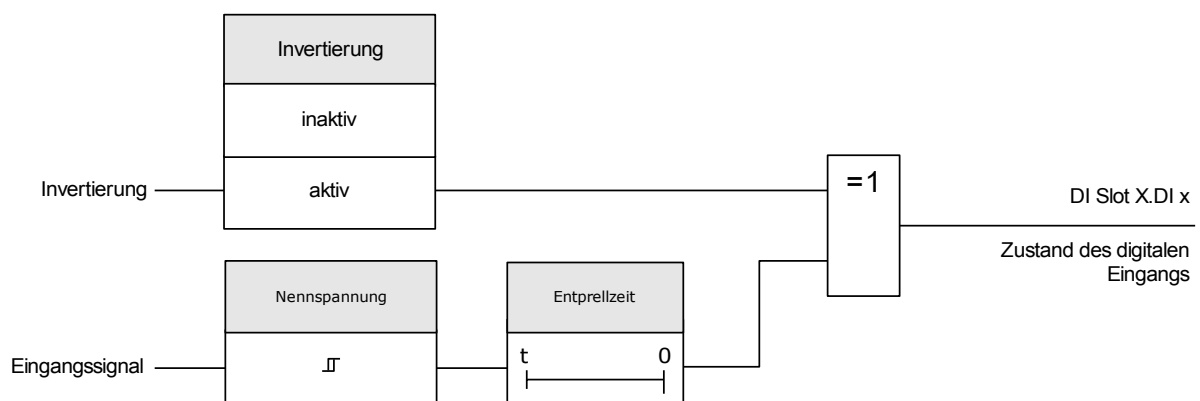 Invertierung
inaktiv
Invertierung
aktiv
=1
DI Slot X.DI x
Zustand des digitalen
Eingangs
Nennspannung
Entprellzeit
Eingangssignal
t
0